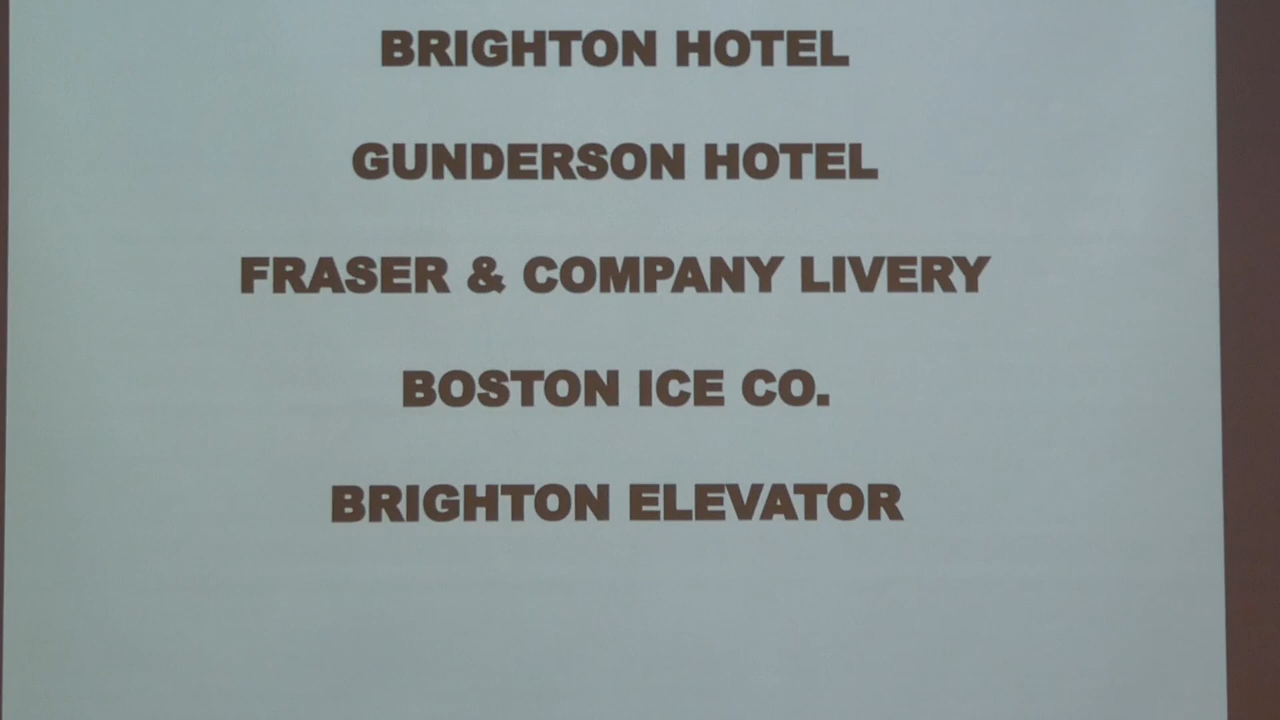 BRIGHTON HOTEL
GUNDERSON HOTEL
FRASER & COMPANY LIVERY
BOSTON ICE CO.
BRIGHTON ELEVATOR